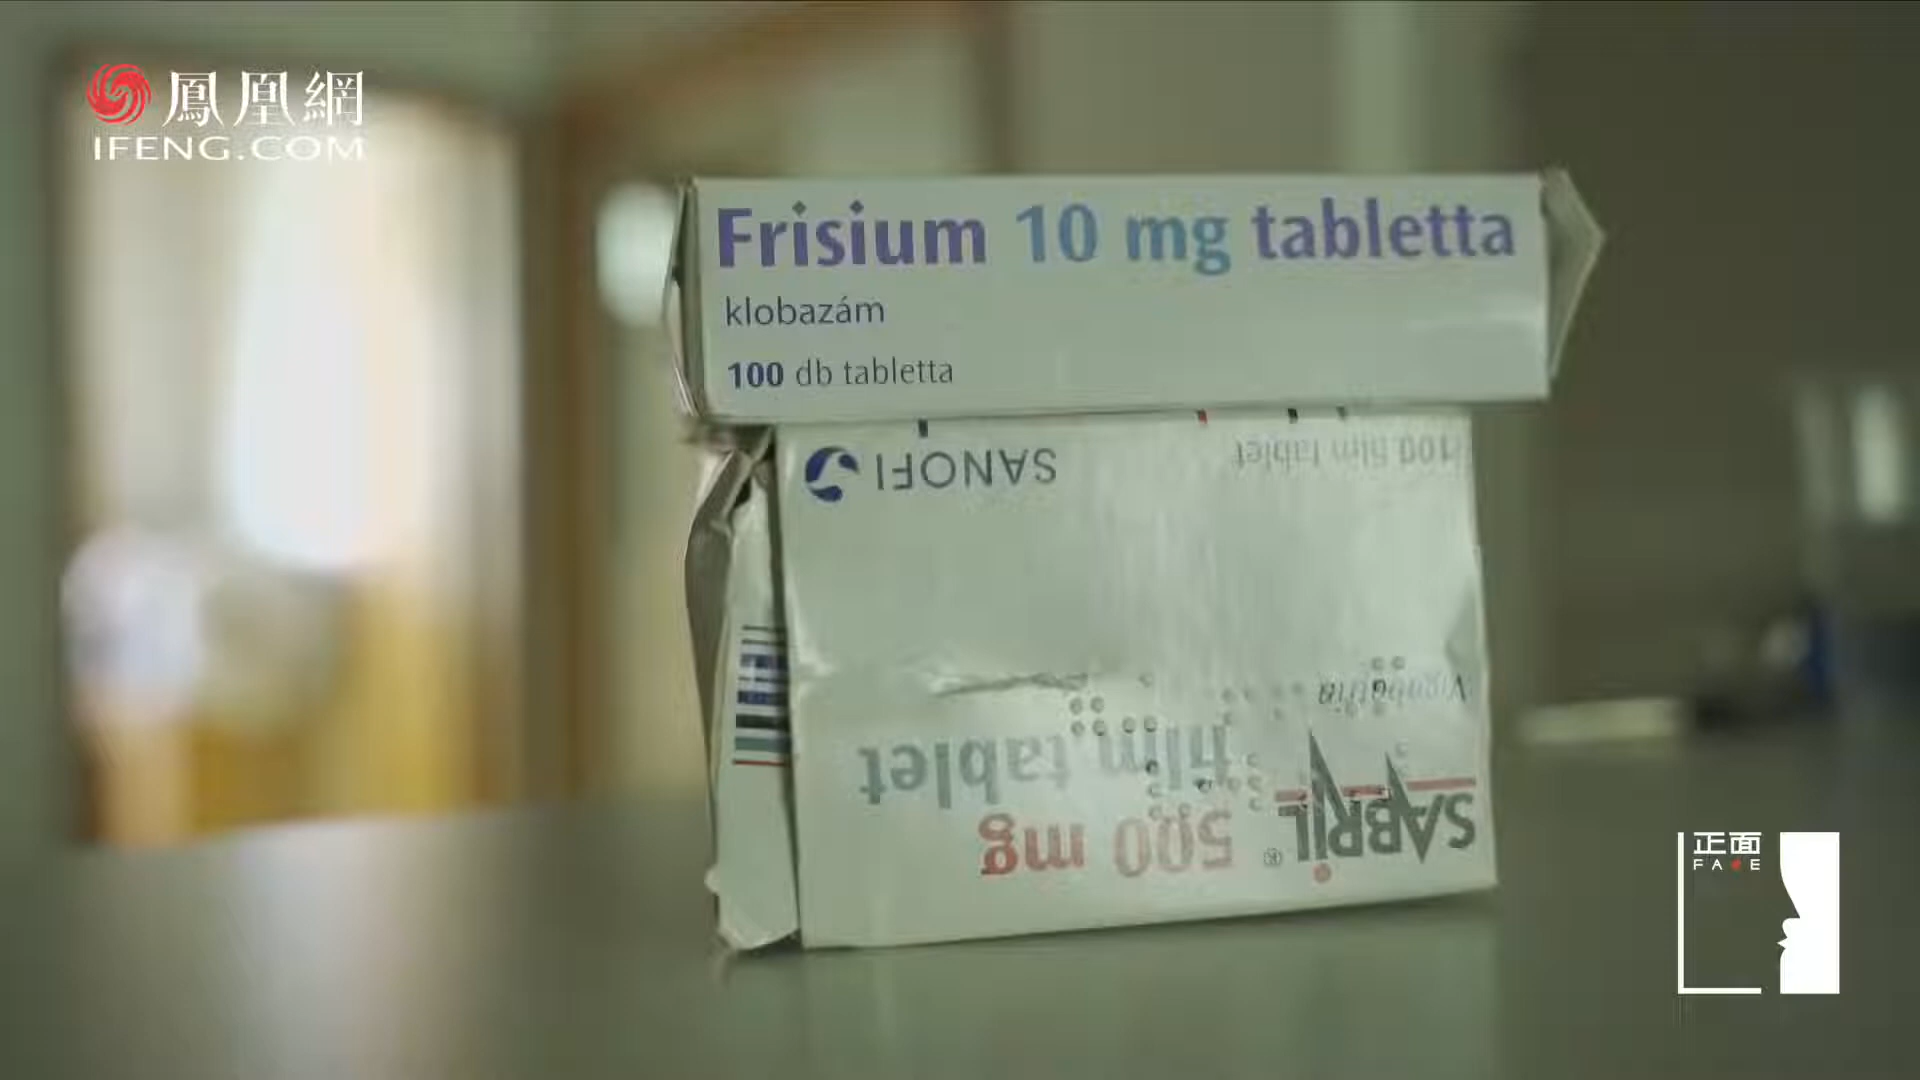 鳳凰網
IFENG.COM
Frisium 10 mg tabletta
klobazám
100 db tabletta
SANOFI
100 film tablet
film tablet
SABRIL® 500 mg
正面
FACE